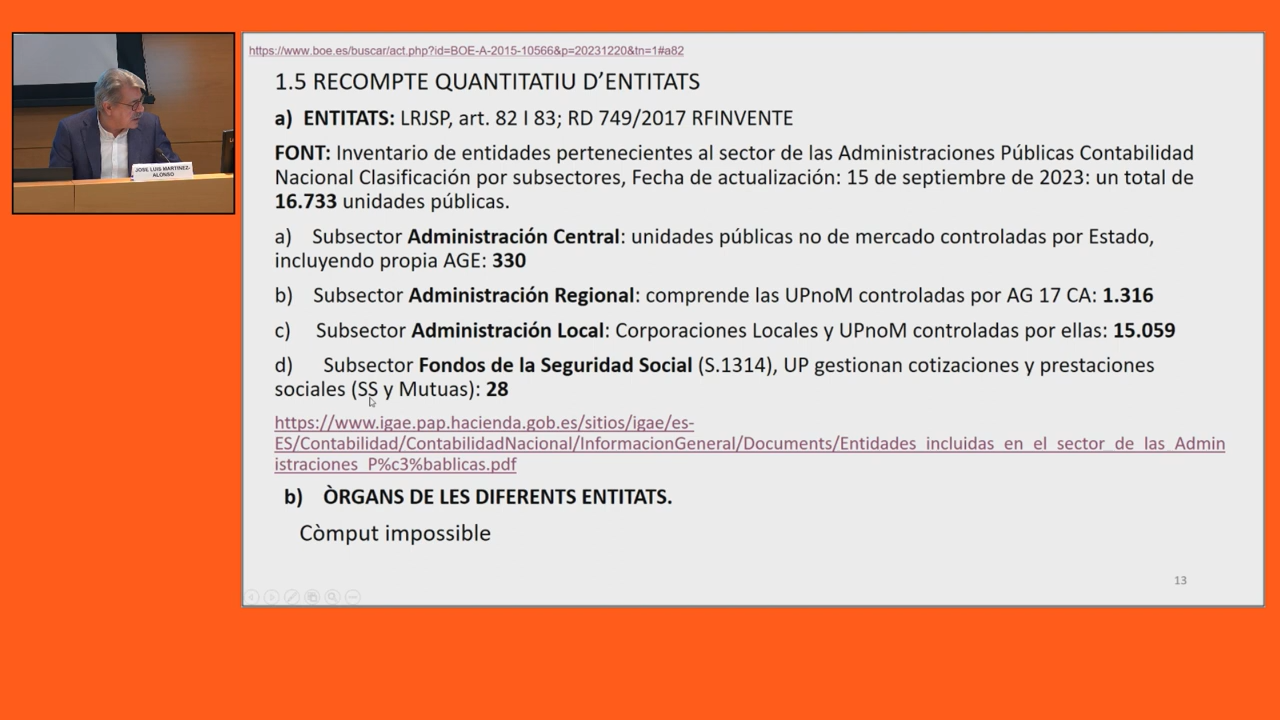 https://www.boe.es/buscar/act.php?id=BOE-A-2015-10566&p=20231220&tn=1#a82
JOSE LUIS MARTINEZ-
ALONSO
1.5 RECOMPTE QUANTITATIU D'ENTITATS
a) ENTITATS: LRJSP, art. 82 I 83; RD 749/2017 RFINVENTE
FONT: Inventario de entidades pertenecientes al sector de las Administraciones Públicas Contabilidad
Nacional Clasificación por subsectores, Fecha de actualización: 15 de septiembre de 2023: un total de
16.733 unidades públicas.
a) Subsector Administración Central: unidades públicas no de mercado controladas por Estado,
incluyendo propia AGE: 330
b) Subsector Administración Regional: comprende las UPnoM controladas por AG 17 CA: 1.316
c) Subsector Administración Local: Corporaciones Locales y UPnoM controladas por ellas: 15.059
d) Subsector Fondos de la Seguridad Social (S.1314), UP gestionan cotizaciones y prestaciones
sociales (SS y Mutuas): 28
https://www.igae.pap.hacienda.gob.es/sitios/igae/es-
ES/Contabilidad/ContabilidadNacional/InformacionGeneral/Documents/Entidades_incluidas_en_el_sector_de_las_Admin
istraciones_P%c3%bablicas.pdf
b) ÒRGANS DE LES DIFERENTS ENTITATS.
Còmput impossible
13